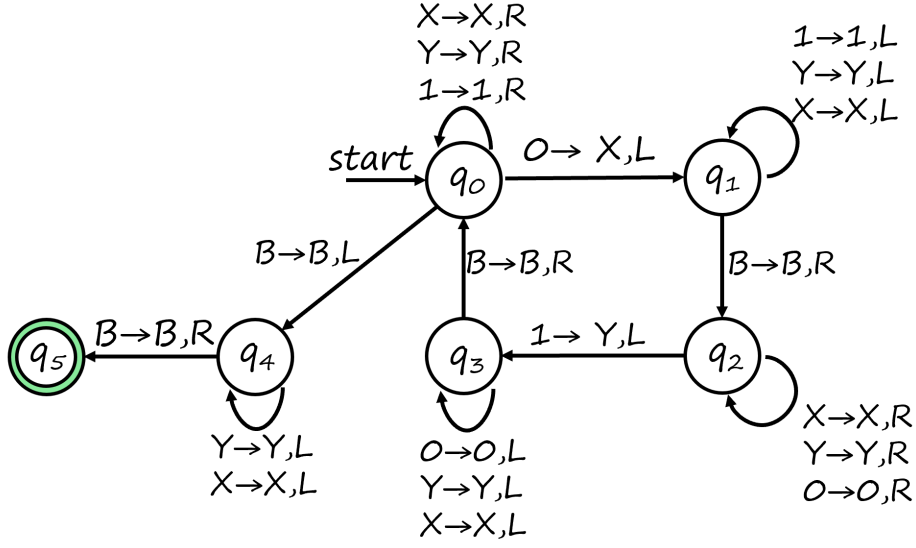 X→X,R
Y→Y,R
1→1,R
1→1,L
Y→Y,L
X→X,L
start
q0
0→ X,L
q1
B→B,L
B→B,R
B→B,R
q5
B→B,R
q4
q3
1→ Y,L
q2
Y→Y,L
X→X,L
0→0,L
Y→Y,L
X→X,L
X→X,R
Y→Y,R
0→0,R